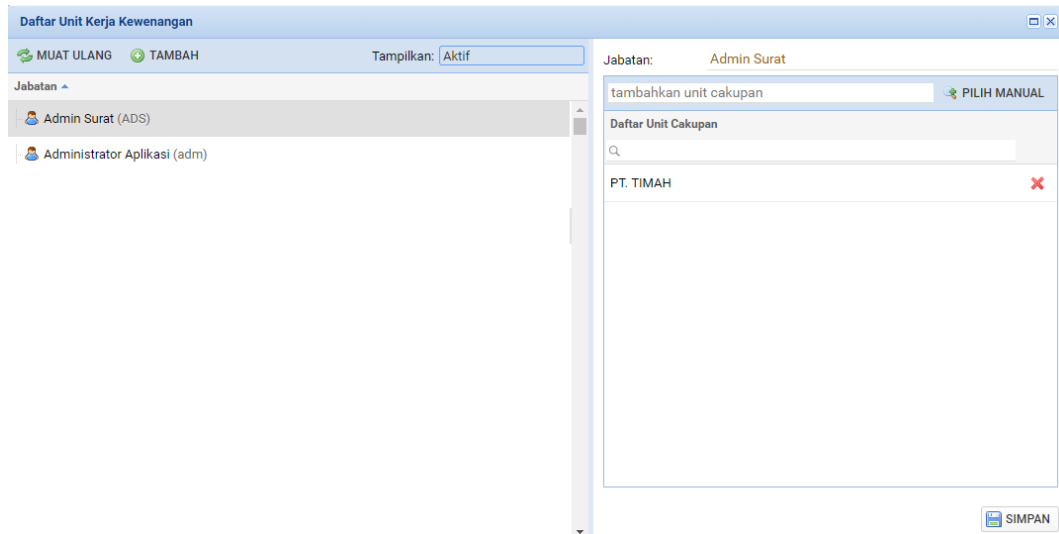 Daftar Unit Kerja Kewenangan
MUAT ULANG TAMBAH Tampilkan: Aktif
Jabatan
Admin Surat (ADS)
Administrator Aplikasi (adm)
Jabatan: Admin Surat
tambahkan unit cakupan PILIH MANUAL
Daftar Unit Cakupan
PT. TIMAH
SIMPAN